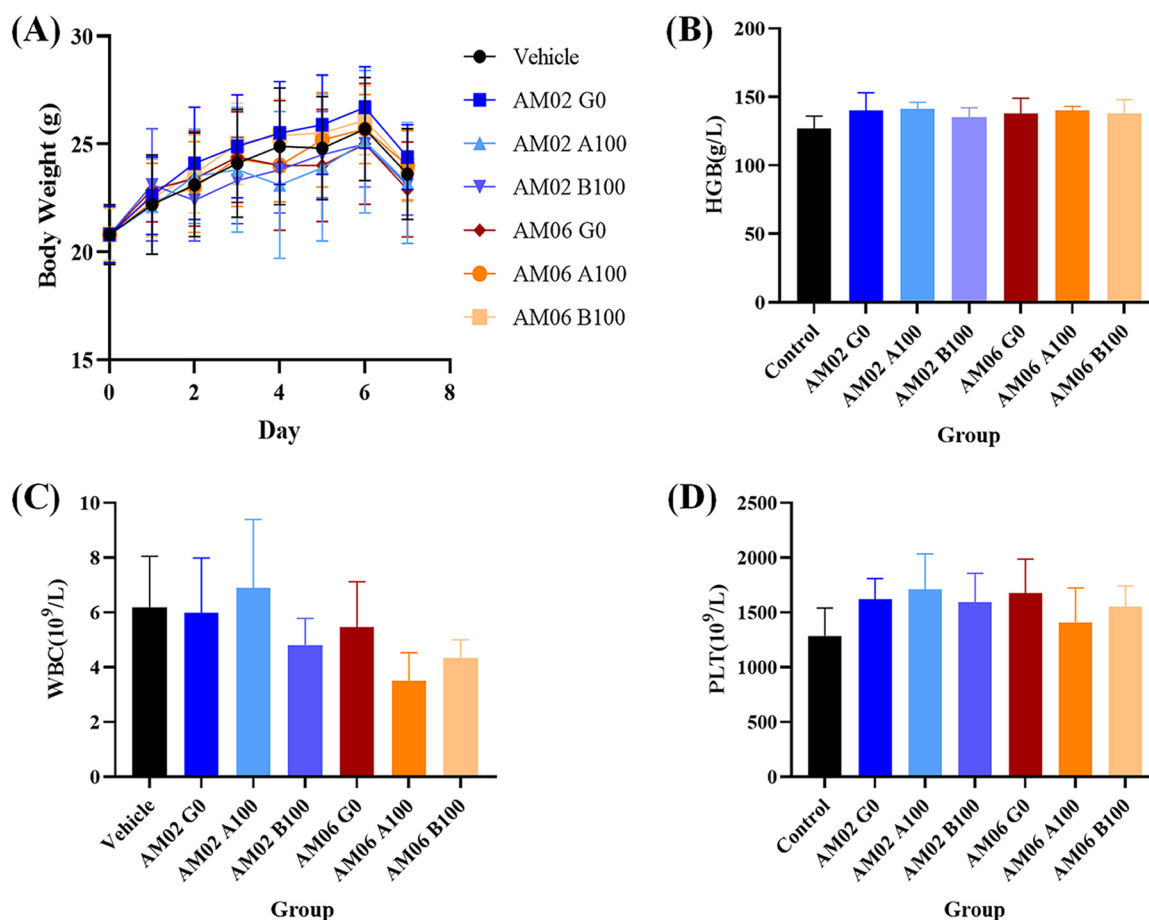 (A)
Body Weight (g)
30
25
20
15
0
2
4
6
8
Day
Vehicle
AM02 G0
AM02 A100
AM02 B100
AM06 G0
AM06 A100
AM06 B100
(B)
HGB(g/L)
200
150
100
50
0
Control
AM02 G0
AM02 A100
AM02 B100
AM06 G0
AM06 A100
AM06 B100
Group
(C)
WBC(10⁹/L)
10
8
6
4
2
0
Vehicle
AM02 G0
AM02 A100
AM02 B100
AM06 G0
AM06 A100
AM06 B100
Group
(D)
PLT(10⁹/L)
2500
2000
1500
1000
500
0
Control
AM02 G0
AM02 A100
AM02 B100
AM06 G0
AM06 A100
AM06 B100
Group